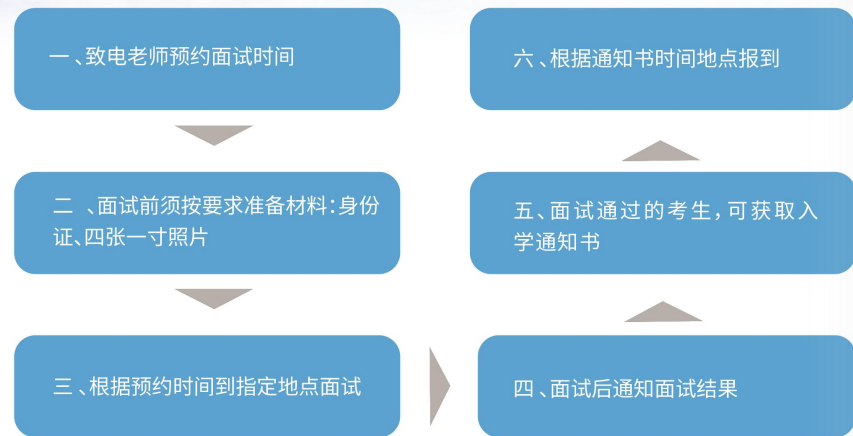 一、致电老师预约面试时间
二 、面试前须按要求准备材料:身份
证、四张一寸照片
三 、根据预约时间到指定地点面试
四 、面试后通知面试结果
五、面试通过的考生，可获取入
学通知书
六 、根据通知书时间地点报到